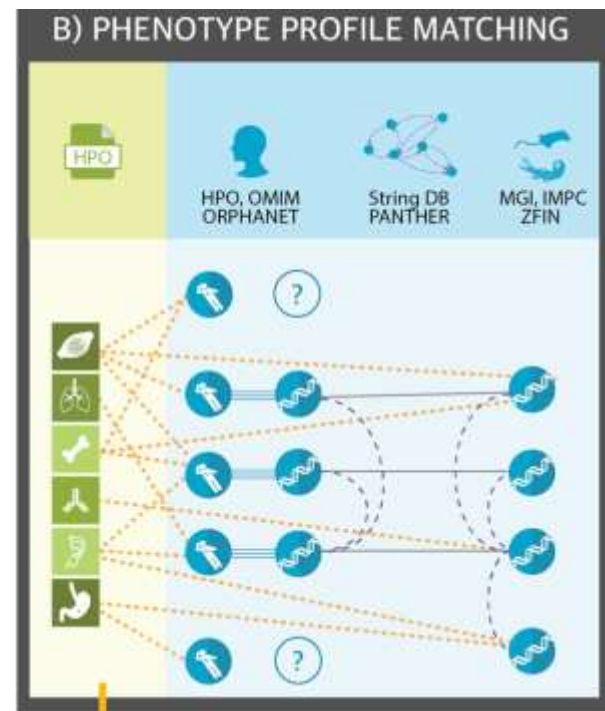 B) PHENOTYPE PROFILE MATCHING
HPO
HPO, OMIM
ORPHANET
String DB
PANTHER
MGI, IMPC
ZFIN
?
?